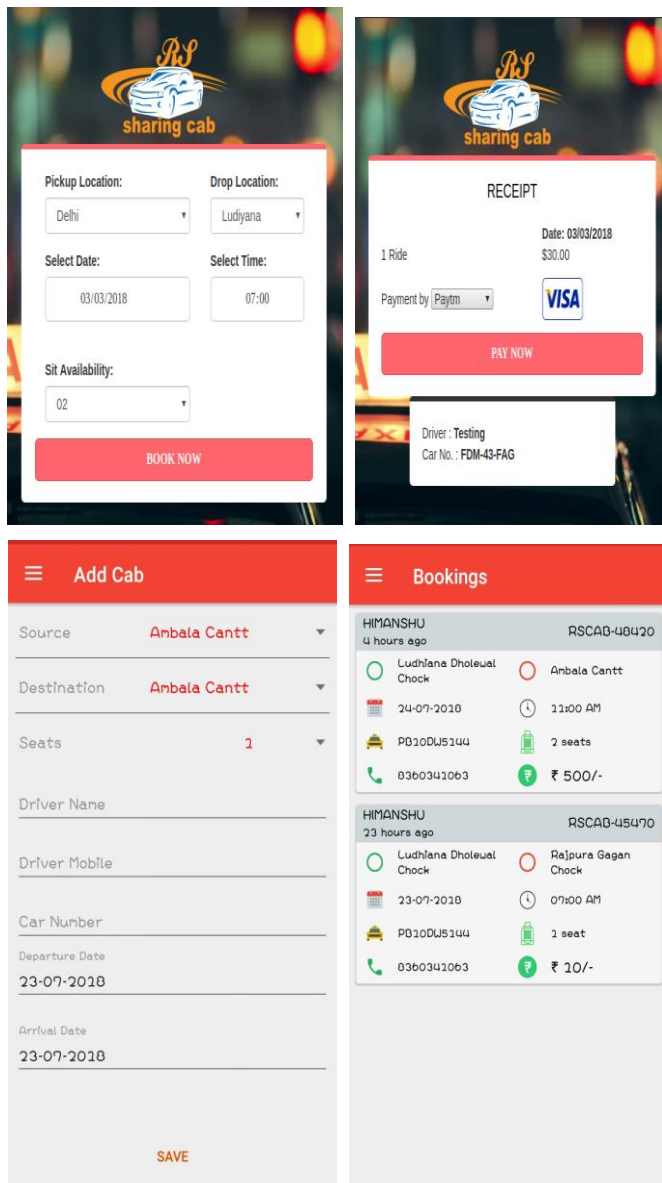 RS
sharing cab
Pickup Location:
Drop Location:
Delhi
Ludiyana
Select Date:
Select Time:
03/03/2018
07:00
Sit Availability:
02
BOOK NOW
RS
sharing cab
RECEIPT
Date: 03/03/2018
1 Ride
$30.00
Payment by Paytm
VISA
PAY NOW
Driver : Testing
Car No. : FDM-43-FAG
Add Cab
Source
Ambala Cantt
Destination
Ambala Cantt
Seats
1
Driver Name
Driver Mobile
Car Number
Departure Date
23-07-2018
Arrival Date
23-07-2018
SAVE
Bookings
HIMANSHU
4 hours ago
RSCAB-48420
Ludhiana Dholewal
Chock
Ambala Cantt
24-07-2018
11:00 AM
PB10DW5144
2 seats
8360341063
₹ 500/-
HIMANSHU
23 hours ago
RSCAB-45470
Ludhiana Dholewal
Chock
Rajpura Gagan
Chock
23-07-2018
07:00 AM
PB10DW5144
1 seat
8360341063
₹ 10/-